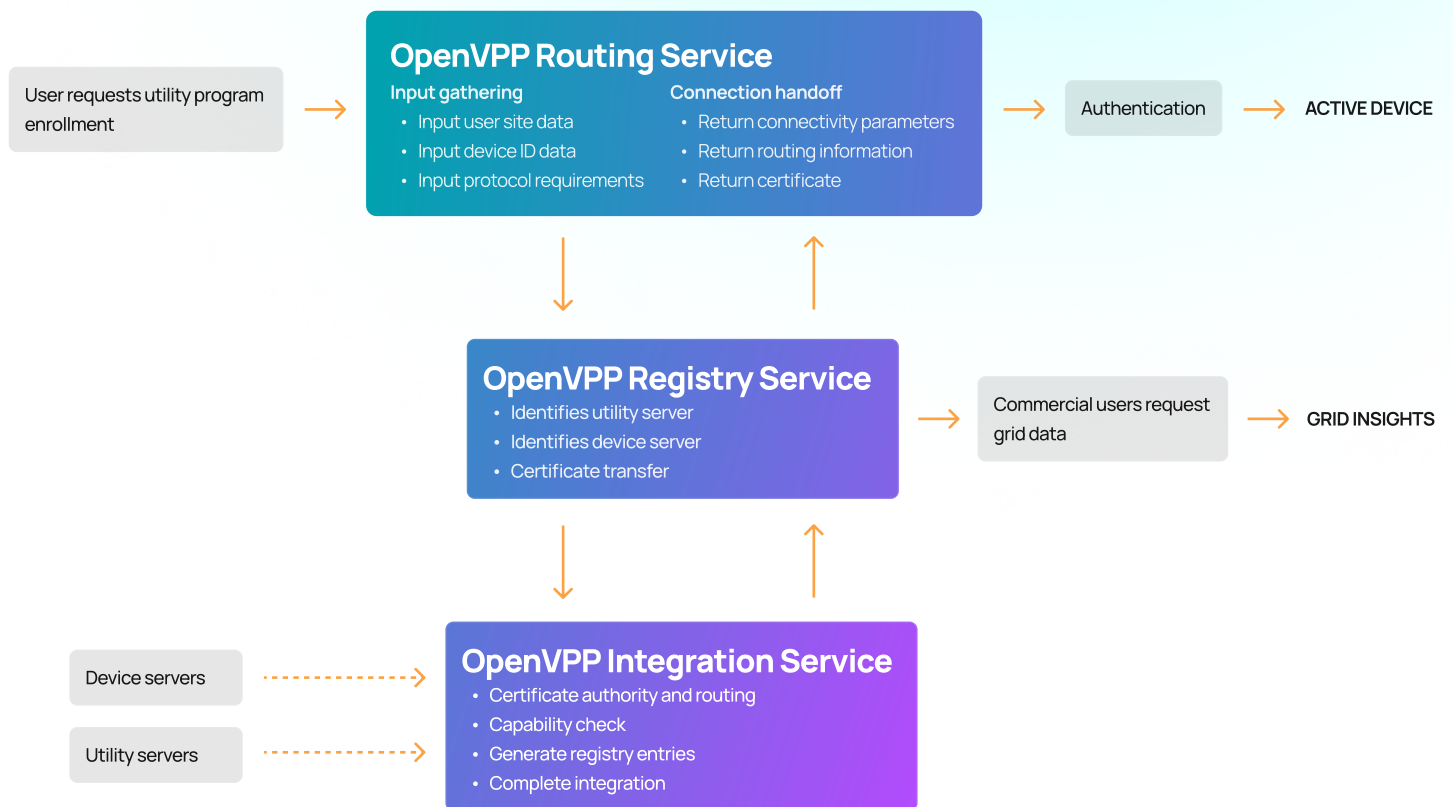 OpenVPP Routing Service
User requests utility program
enrollment
Input gathering
• Input user site data
• Input device ID data
• Input protocol requirements
Connection handoff
• Return connectivity parameters
• Return routing information
• Return certificate
Authentication
ACTIVE DEVICE
OpenVPP Registry Service
• Identifies utility server
• Identifies device server
• Certificate transfer
Commercial users request
grid data
GRID INSIGHTS
Device servers
Utility servers
OpenVPP Integration Service
• Certificate authority and routing
• Capability check
• Generate registry entries
• Complete integration